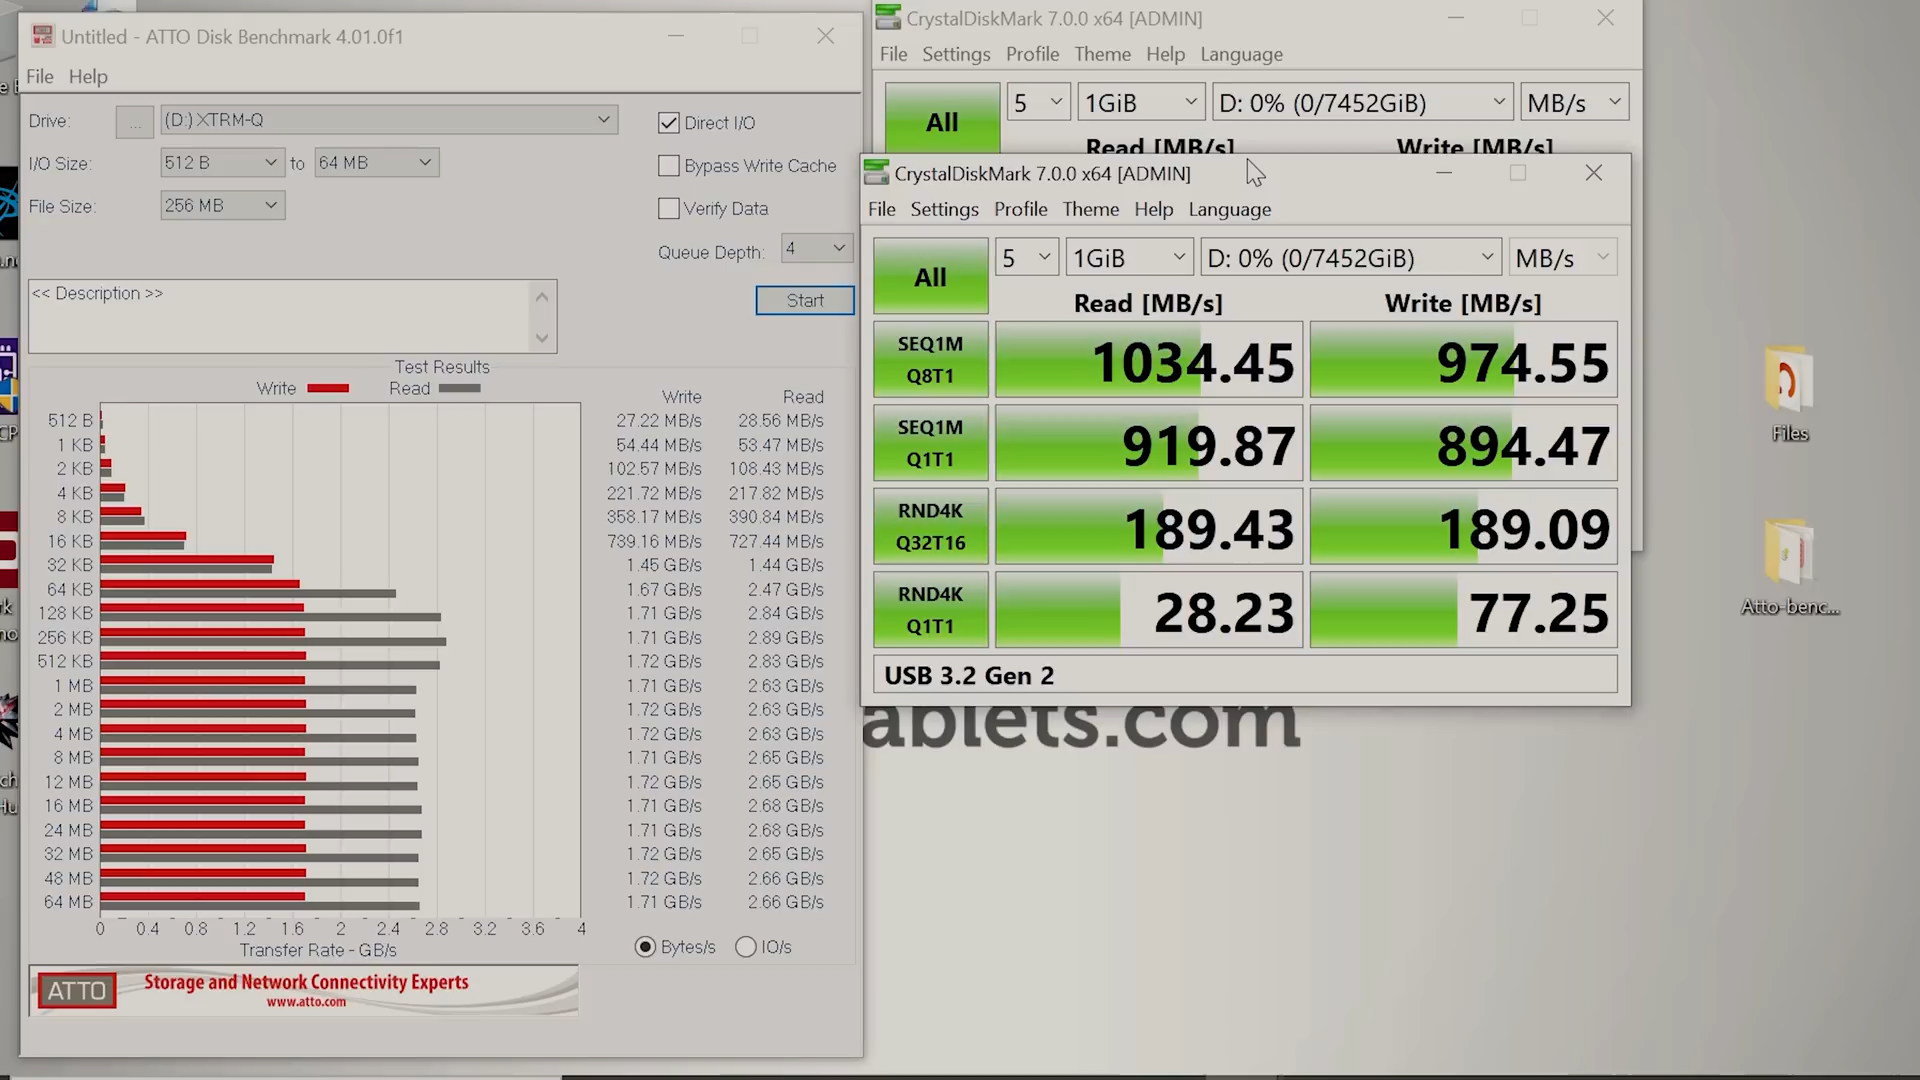 Untitled - ATTO Disk Benchmark 4.01.0f1
File Help
Drive: ... (D:) XTRM-Q
I/O Size: 512 B to 64 MB
File Size: 256 MB
Direct I/O
Bypass Write Cache
Verify Data
Queue Depth: 4
<< Description >>
Start
Test Results
Write Read
Write Read
512 B 27.22 MB/s 28.56 MB/s
1 KB 54.44 MB/s 53.47 MB/s
2 KB 102.57 MB/s 108.43 MB/s
4 KB 221.72 MB/s 217.82 MB/s
8 KB 358.17 MB/s 390.84 MB/s
16 KB 739.16 MB/s 727.44 MB/s
32 KB 1.45 GB/s 1.44 GB/s
64 KB 1.67 GB/s 2.47 GB/s
128 KB 1.71 GB/s 2.84 GB/s
256 KB 1.71 GB/s 2.89 GB/s
512 KB 1.72 GB/s 2.83 GB/s
1 MB 1.71 GB/s 2.63 GB/s
2 MB 1.72 GB/s 2.63 GB/s
4 MB 1.72 GB/s 2.63 GB/s
8 MB 1.71 GB/s 2.65 GB/s
12 MB 1.72 GB/s 2.65 GB/s
16 MB 1.71 GB/s 2.68 GB/s
24 MB 1.71 GB/s 2.68 GB/s
32 MB 1.72 GB/s 2.65 GB/s
48 MB 1.72 GB/s 2.66 GB/s
64 MB 1.71 GB/s 2.66 GB/s
0 0.4 0.8 1.2 1.6 2 2.4 2.8 3.2 3.6 4
Transfer Rate - GB/s
Bytes/s IO/s
ATTO
Storage and Network Connectivity Experts
www.atto.com
CrystalDiskMark 7.0.0 x64 [ADMIN]
File Settings Profile Theme Help Language
All 5 1GiB D: 0% (0/7452GiB) MB/s
Read [MB/s] Write [MB/s]
CrystalDiskMark 7.0.0 x64 [ADMIN]
File Settings Profile Theme Help Language
All 5 1GiB D: 0% (0/7452GiB) MB/s
Read [MB/s] Write [MB/s]
SEQ1M
Q8T1
1034.45 974.55
SEQ1M
Q1T1
919.87 894.47
RND4K
Q32T16
189.43 189.09
RND4K
Q1T1
28.23 77.25
USB 3.2 Gen 2
ablets.com
Files
Atto-benc...